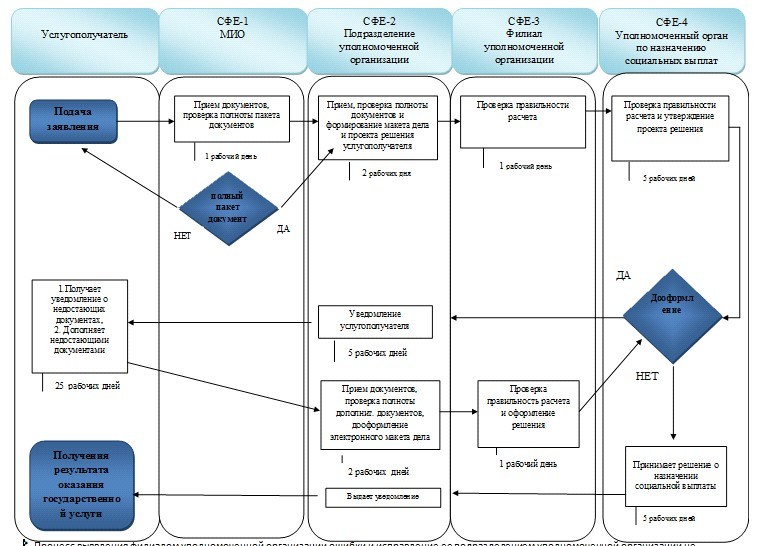 Услугополучатель
СФЕ-1
МИО
СФЕ-2
Подразделение
уполномоченной
организации
СФЕ-3
Филиал
уполномоченной
организации
СФЕ-4
Уполномоченный орган
по назначению
социальных выплат
Подача
заявления
Прием документов,
проверка полноты пакета
документов
1 рабочий день
Прием, проверка полноты
документов и
формирование макета дела
и проекта решения
услугополучателя
2 рабочих дня
Проверка правильности
расчета
1 рабочий день
Проверка правильности
расчета и утверждение
проекта решения
5 рабочих дней
полный
пакет
документ
НЕТ
ДА
ДА
Дооформл
ение
НЕТ
1.Получает
уведомление о
недостающих
документах,
2. Дополняет
недостающими
документами
25 рабочих дней
Уведомление
услугополучателя
5 рабочих дней
Прием документов,
проверка полноты
дополнит. документов,
дооформление
электронного макета дела
2 рабочих дней
Проверка
правильность расчета
и оформление
решения
1 рабочий день
Принимает решение о
назначении
социальной выплаты
5 рабочих дней
Выдает уведомление
Получения
результата
оказания
государственно
й услуги